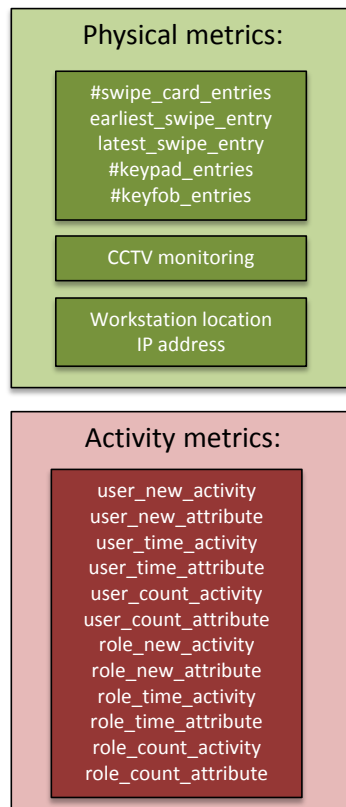 Physical metrics:
#swipe_card_entries
earliest_swipe_entry
latest_swipe_entry
#keypad_entries
#keyfob_entries
CCTV monitoring
Workstation location
IP address
Activity metrics:
user_new_activity
user_new_attribute
user_time_activity
user_time_attribute
user_count_activity
user_count_attribute
role_new_activity
role_new_attribute
role_time_activity
role_time_attribute
role_count_activity
role_count_attribute